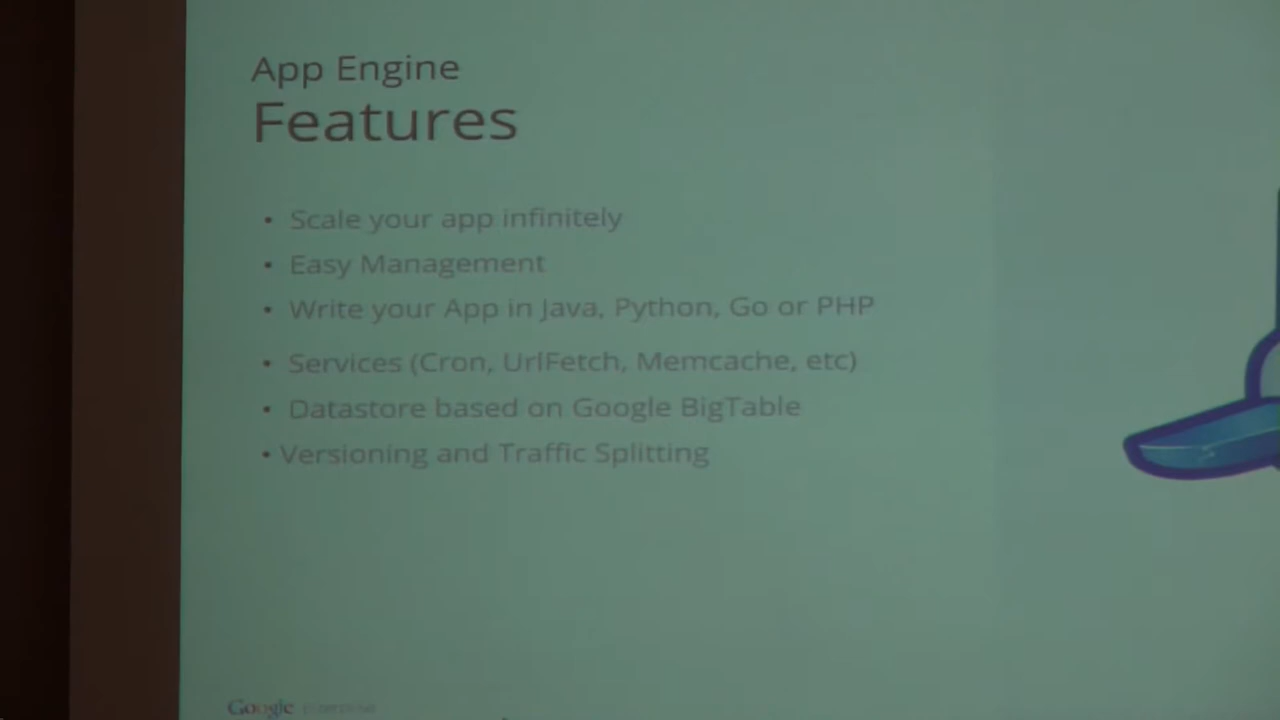 App Engine
Features
• Scale your app infinitely
• Easy Management
• Write your App in Java, Python, Go or PHP
• Services (Cron, UrlFetch, Memcache, etc)
• Datastore based on Google BigTable
• Versioning and Traffic Splitting
Google